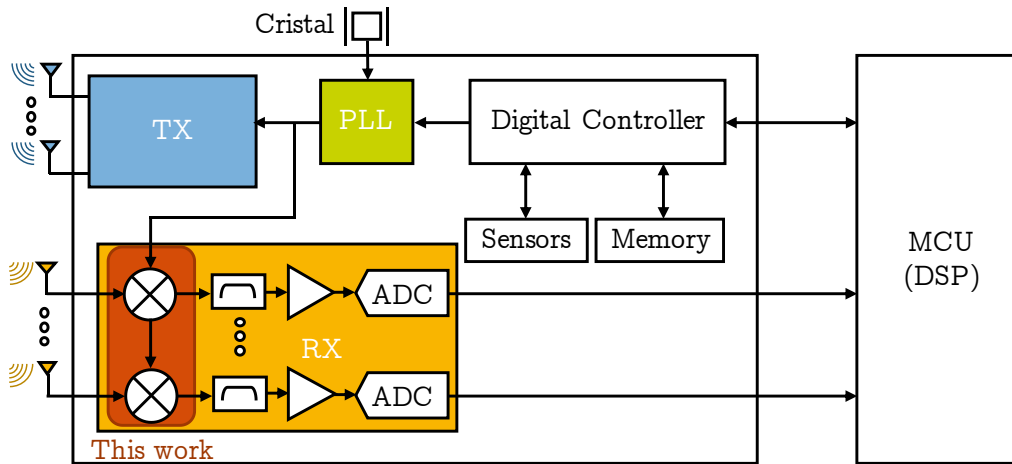 Cristal
TX
PLL
Digital Controller
Sensors
Memory
MCU
(DSP)
ADC
RX
ADC
This work